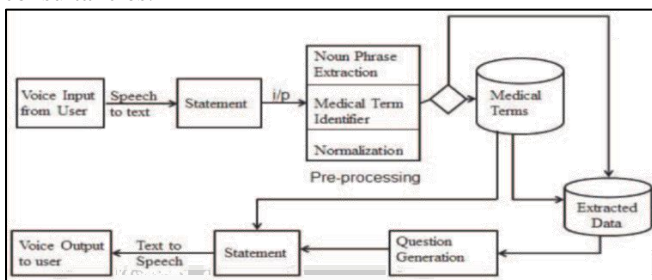 Voice Input
from User
Speech
to text
Statement
i/p
Noun Phrase
Extraction
Medical Term
Identifier
Normalization
Pre-processing
Medical
Terms
Extracted
Data
Question
Generation
Statement
Text to
Speech
Voice Output
to user